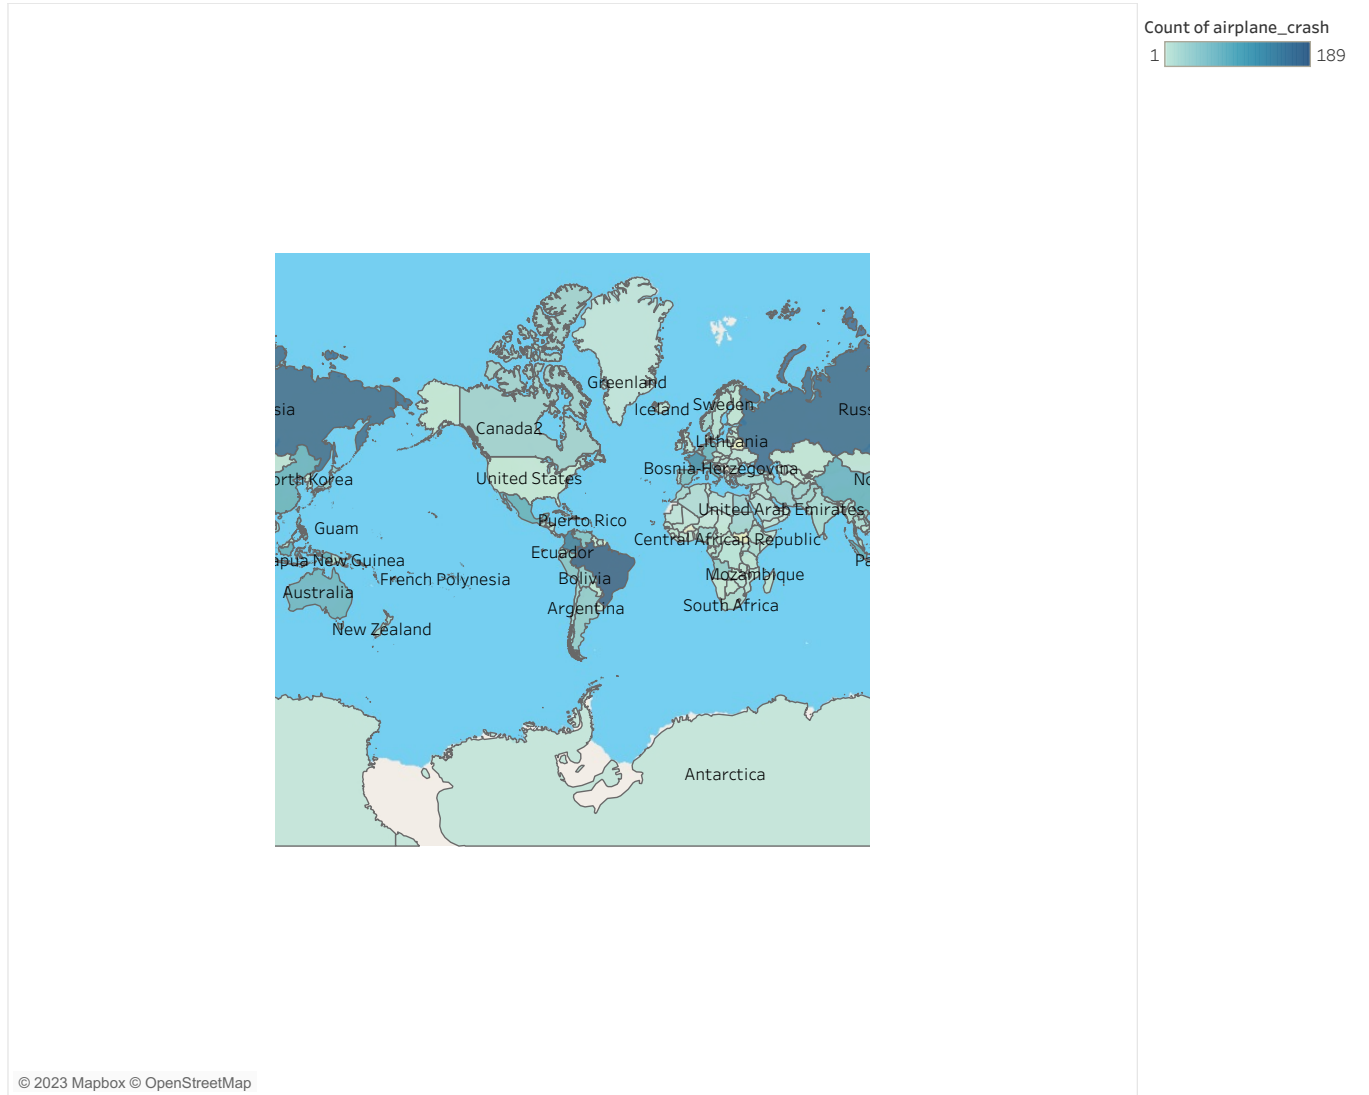 Count of airplane_crash
1
189
Greenland
Iceland
Sweden
sia
Russ
Canada2
Lithuania
Bosnia-Herzegovina
orth Korea
United States
No
United Arab Emirates
Puerto Rico
Guam
Central African Republic
Ecuador
apua New Guinea
Pa
French Polynesia
Bolivia
Mozambique
Australia
Argentina
South Africa
New Zealand
Antarctica
© 2023 Mapbox © OpenStreetMap